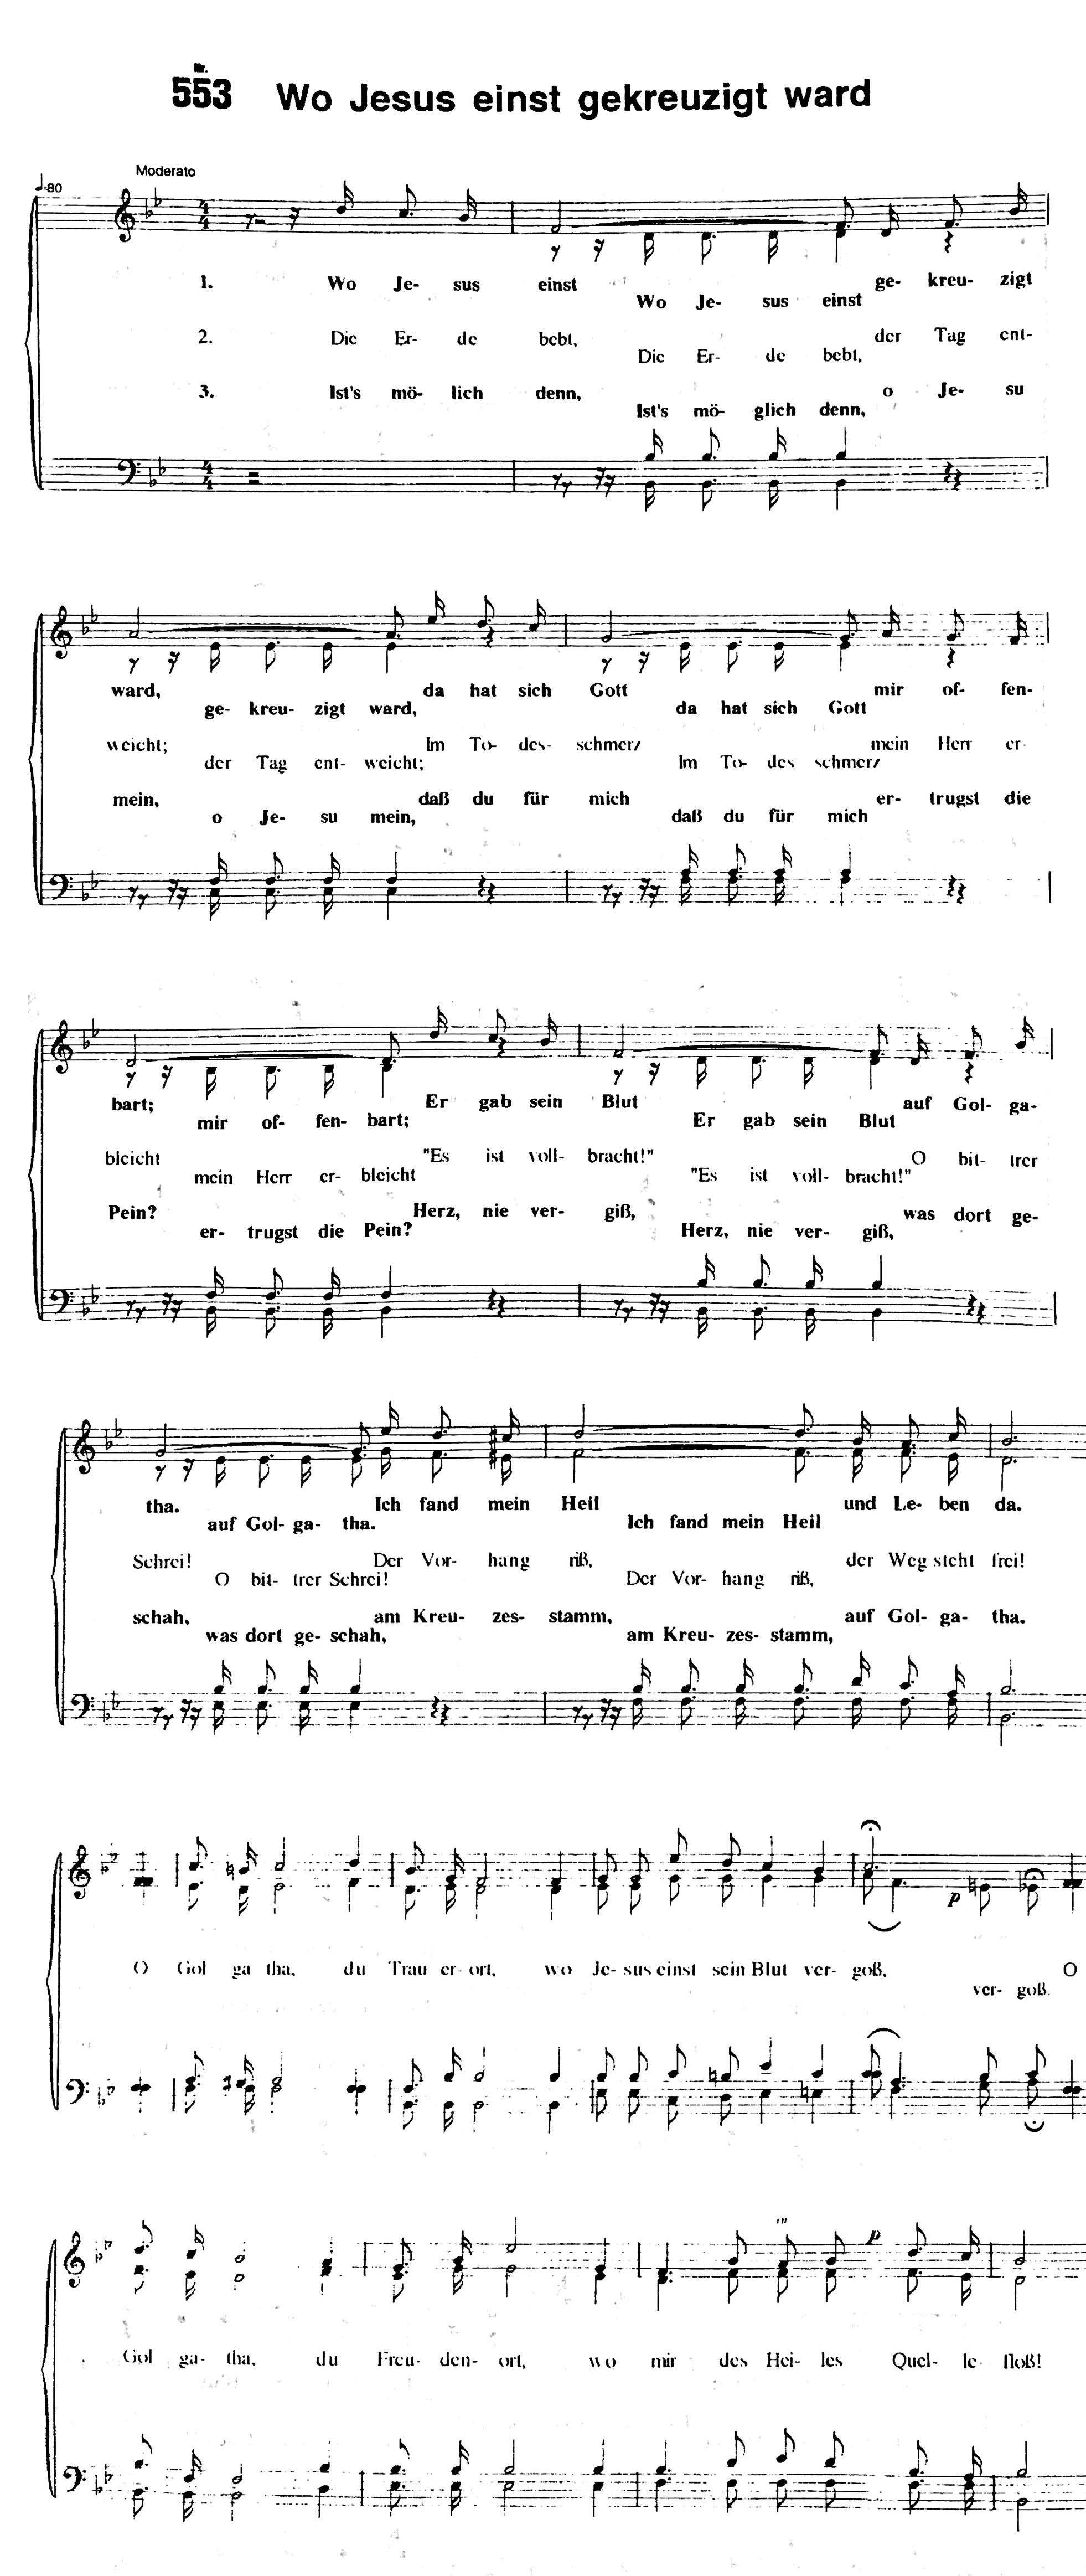 Nr.
553 Wo Jesus einst gekreuzigt ward
Moderato
♩=80
1. Wo Je- sus einst ge- kreu- zigt
Wo Je- sus einst
2. Die Er- de bebt, der Tag ent-
Die Er- de bebt,
3. Ist's mö- lich denn, o Je- su
Ist's mö- glich denn,
ward, da hat sich Gott mir of- fen-
ge- kreu- zigt ward, da hat sich Gott
weicht; Im To- des- schmerz mein Herr er-
der Tag ent- weicht; Im To- des schmerz
mein, daß du für mich er- trugst die
o Je- su mein, daß du für mich
bart; Er gab sein Blut auf Gol- ga-
mir of- fen- bart; Er gab sein Blut
bleicht "Es ist voll- bracht!" O bit- trer
mein Herr er- bleicht "Es ist voll- bracht!"
Pein? Herz, nie ver- giß, was dort ge-
er- trugst die Pein? Herz, nie ver- giß,
tha. Ich fand mein Heil und Le- ben da.
auf Gol- ga- tha. Ich fand mein Heil
Schrei! Der Vor- hang riß, der Weg steht frei!
O bit- trer Schrei! Der Vor- hang riß,
schah, am Kreu- zes- stamm, auf Gol- ga- tha.
was dort ge- schah, am Kreu- zes- stamm,
p
O Gol ga tha, du Trau er- ort, wo Je- sus einst sein Blut ver- goß, O
ver- goß.
p
Gol ga- tha, du Freu- den- ort, wo mir des Hei- les Quel- le floß!